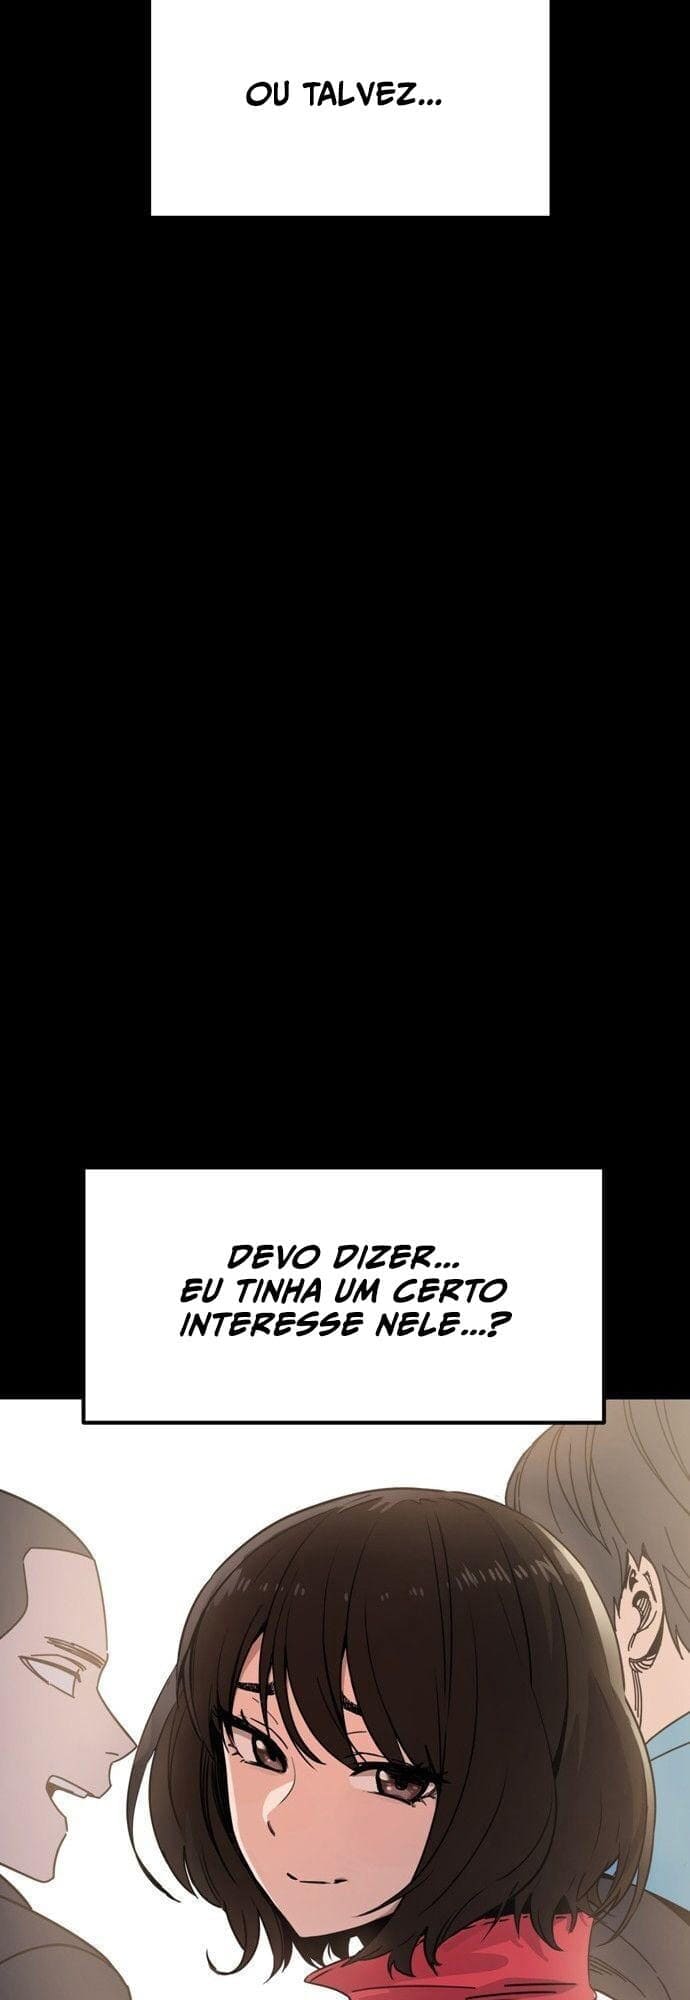 OU TALVEZ...
DEVO DIZER...
EU TINHA UM CERTO
INTERESSE NELE...?